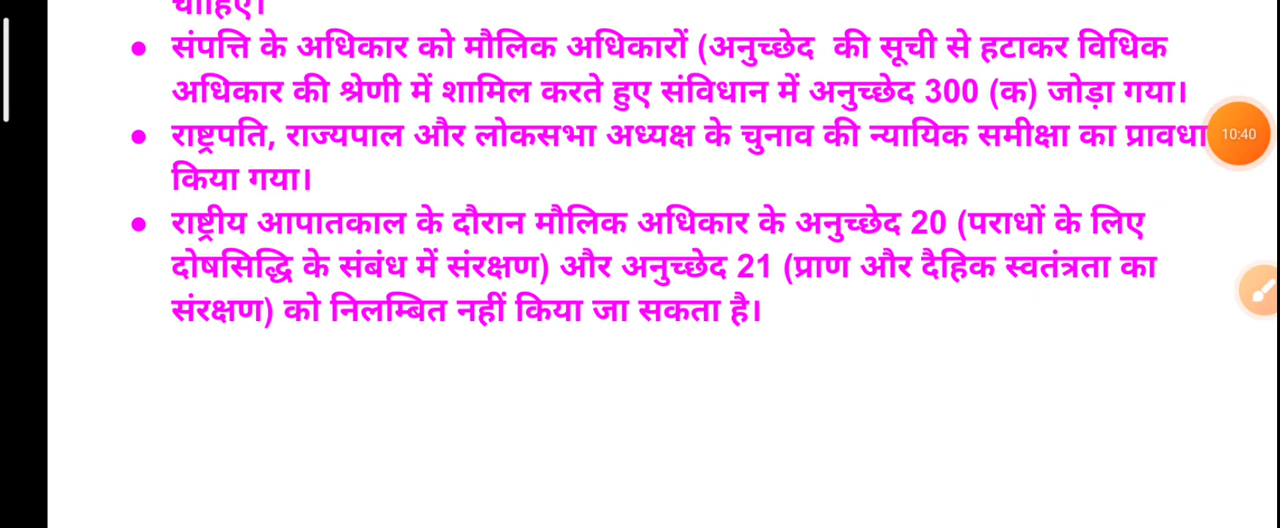 चाहिए।
● संपत्ति के अधिकार को मौलिक अधिकारों (अनुच्छेद की सूची से हटाकर विधिक
अधिकार की श्रेणी में शामिल करते हुए संविधान में अनुच्छेद 300 (क) जोड़ा गया।
● राष्ट्रपति, राज्यपाल और लोकसभा अध्यक्ष के चुनाव की न्यायिक समीक्षा का प्रावधा
10:40
किया गया।
● राष्ट्रीय आपातकाल के दौरान मौलिक अधिकार के अनुच्छेद 20 (पराधों के लिए
दोषसिद्धि के संबंध में संरक्षण) और अनुच्छेद 21 (प्राण और दैहिक स्वतंत्रता का
संरक्षण) को निलम्बित नहीं किया जा सकता है।